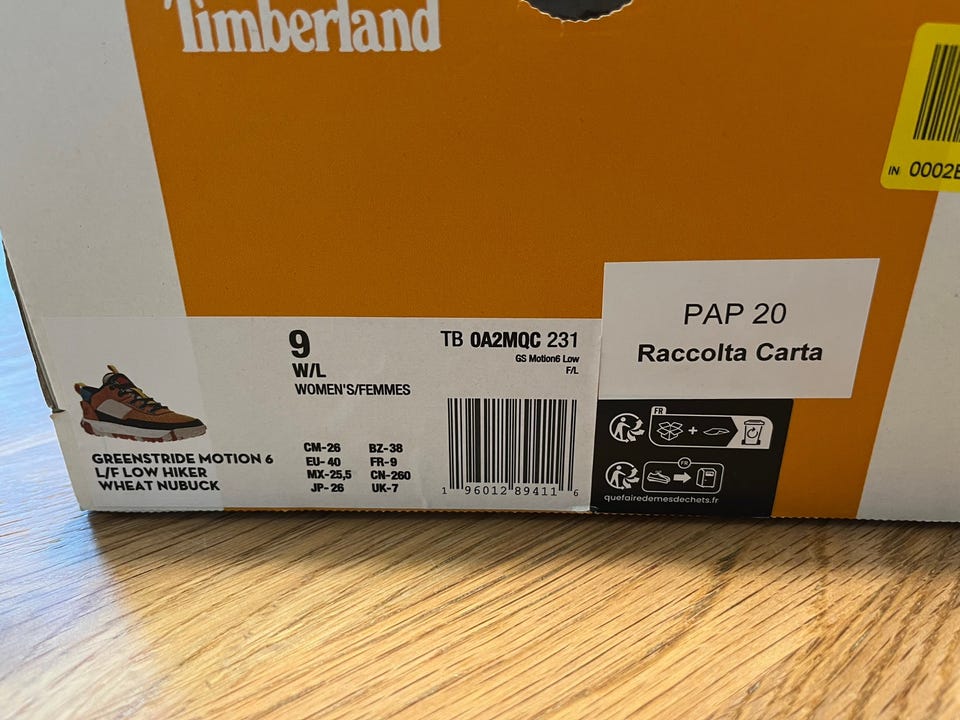 Timberland
IN 0002
PAP 20
Raccolta Carta
9
W/L
WOMEN'S/FEMMES
TB 0A2MQC 231
GS Motion6 Low
F/L
GREENSTRIDE MOTION 6
L/F LOW HIKER
WHEAT NUBUCK
CM-26 BZ-38
EU- 40 FR-9
MX-25,5 CN-260
JP-26 UK-7
1 96012 89411 6
FR
FR
quefairedemesdechets.fr